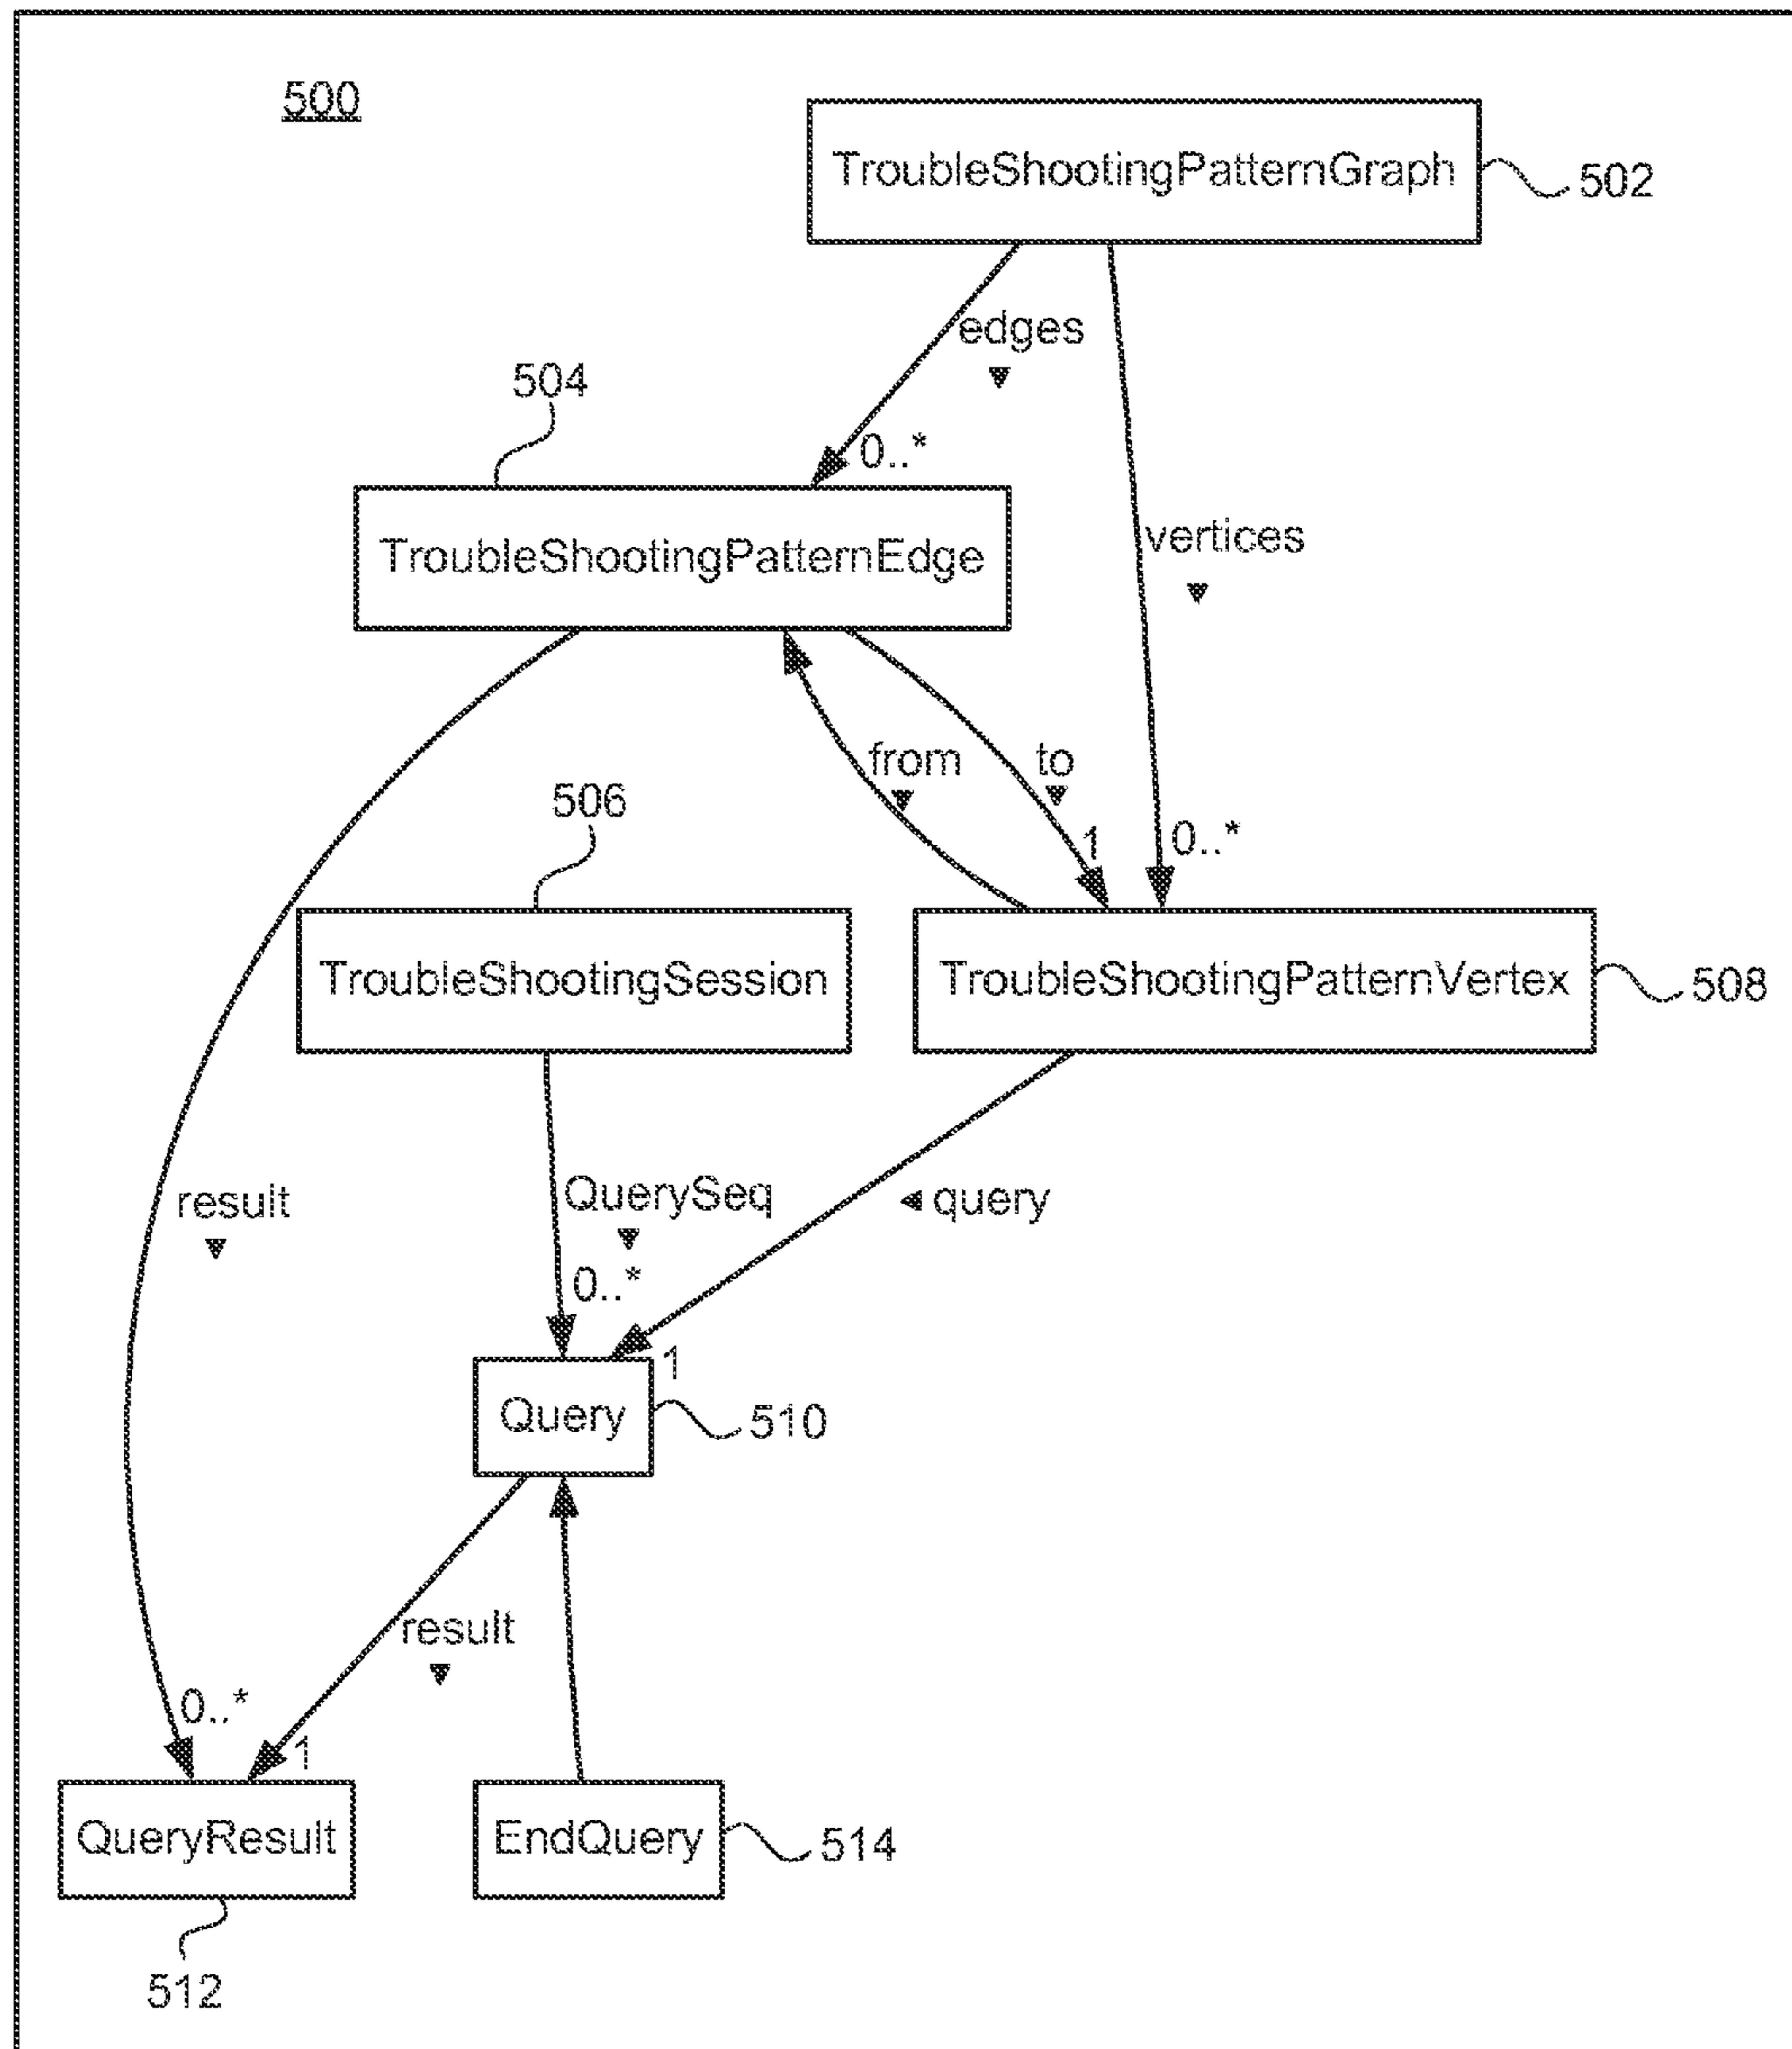 500
TroubleShootingPatternGraph
502
edges
504
0..*
TroubleShootingPatternEdge
vertices
from
to
506
1
0..*
TroubleShootingSession
TroubleShootingPatternVertex
508
result
QuerySeq
query
0..*
1
Query
510
result
0..*
1
QueryResult
EndQuery
514
512